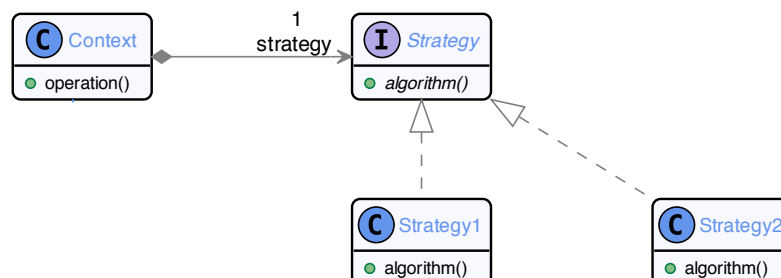 C Context
operation()
1
strategy
I Strategy
algorithm()
C Strategy1
algorithm()
C Strategy2
algorithm()